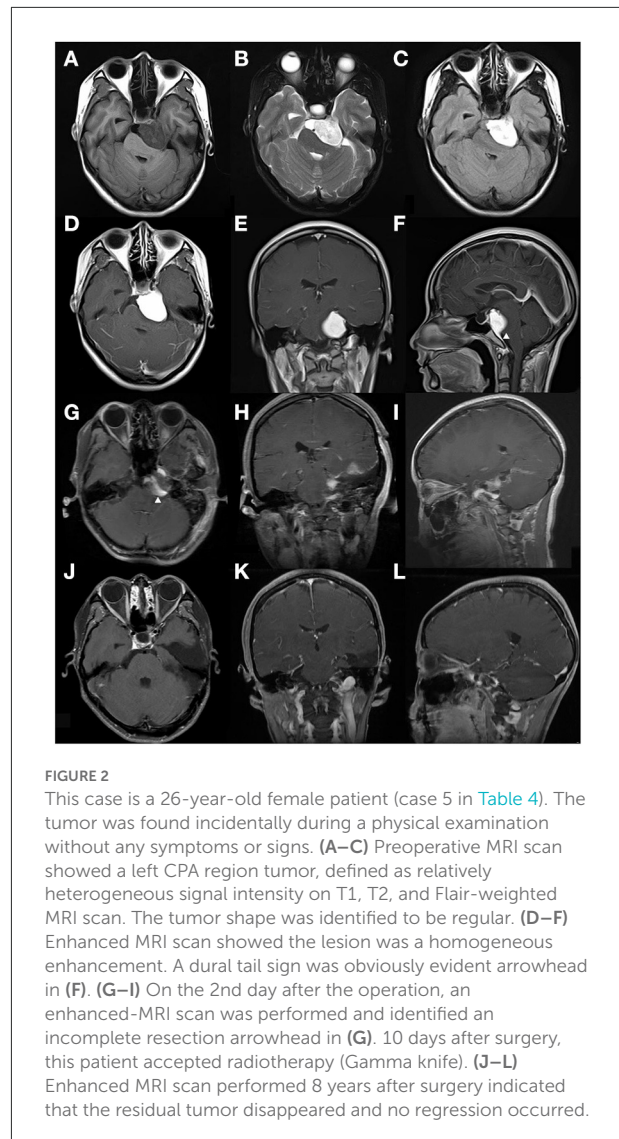 A B C
D E F
G H I
J K L
FIGURE 2
This case is a 26-year-old female patient (case 5 in Table 4). The
tumor was found incidentally during a physical examination
without any symptoms or signs. (A–C) Preoperative MRI scan
showed a left CPA region tumor, defined as relatively
heterogeneous signal intensity on T1, T2, and Flair-weighted
MRI scan. The tumor shape was identified to be regular. (D–F)
Enhanced MRI scan showed the lesion was a homogeneous
enhancement. A dural tail sign was obviously evident arrowhead
in (F). (G–I) On the 2nd day after the operation, an
enhanced-MRI scan was performed and identified an
incomplete resection arrowhead in (G). 10 days after surgery,
this patient accepted radiotherapy (Gamma knife). (J–L)
Enhanced MRI scan performed 8 years after surgery indicated
that the residual tumor disappeared and no regression occurred.